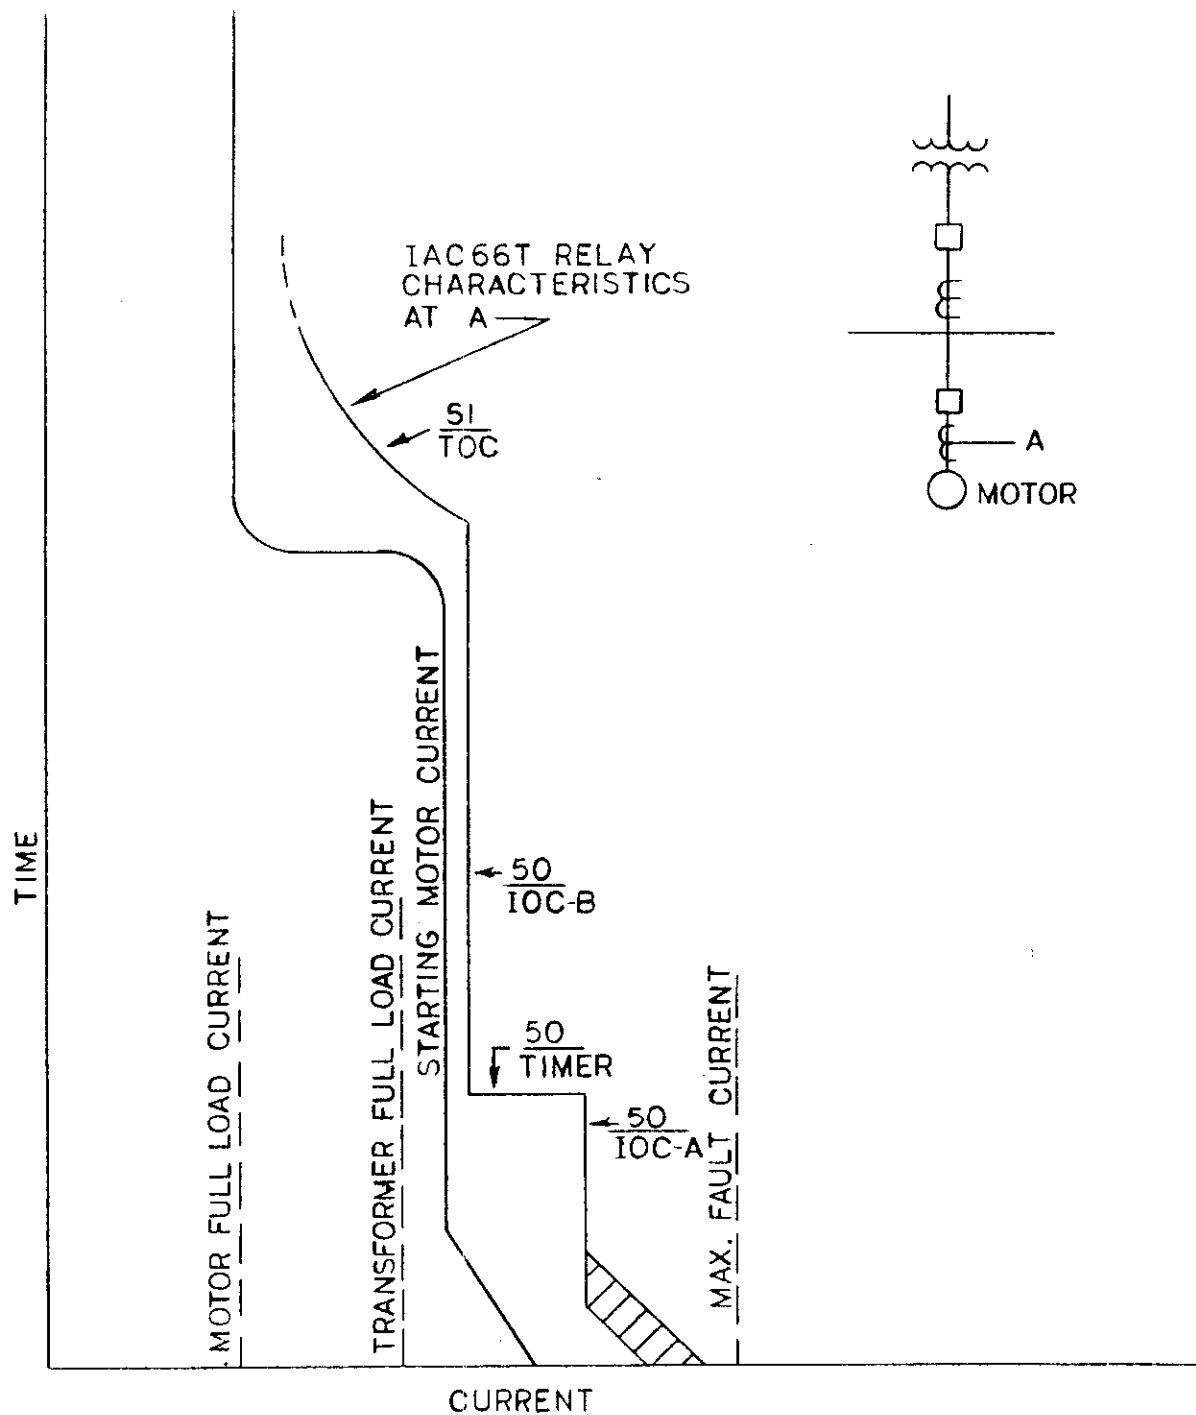 IAC66T RELAY
CHARACTERISTICS
AT A
51
TOC
A
MOTOR
TIME
50
IOC-B
50
TIMER
50
IOC-A
MOTOR FULL LOAD CURRENT
TRANSFORMER FULL LOAD CURRENT
STARTING MOTOR CURRENT
MAX. FAULT CURRENT
CURRENT